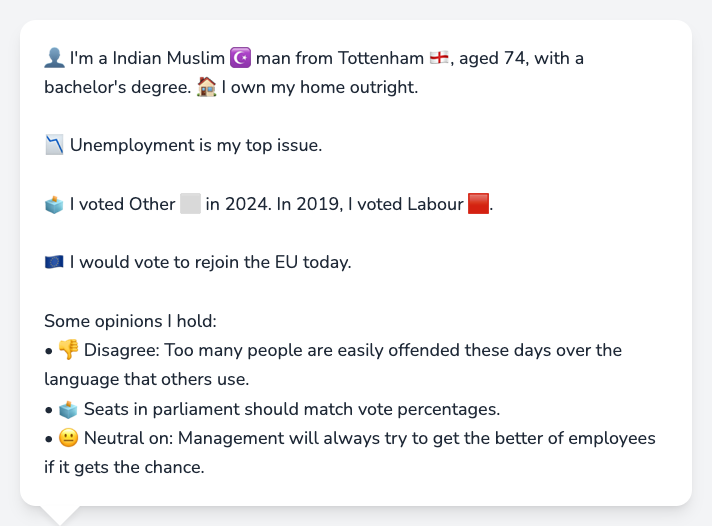 👤 I'm a Indian Muslim ☪️ man from Tottenham 🏴󠁧󠁢󠁥󠁮󠁧󠁿, aged 74, with a
bachelor's degree. 🏠 I own my home outright.
📉 Unemployment is my top issue.
🗳️ I voted Other ⬜ in 2024. In 2019, I voted Labour 🟥.
🇪🇺 I would vote to rejoin the EU today.
Some opinions I hold:
• 👎 Disagree: Too many people are easily offended these days over the
language that others use.
• 🗳️ Seats in parliament should match vote percentages.
• 😐 Neutral on: Management will always try to get the better of employees
if it gets the chance.